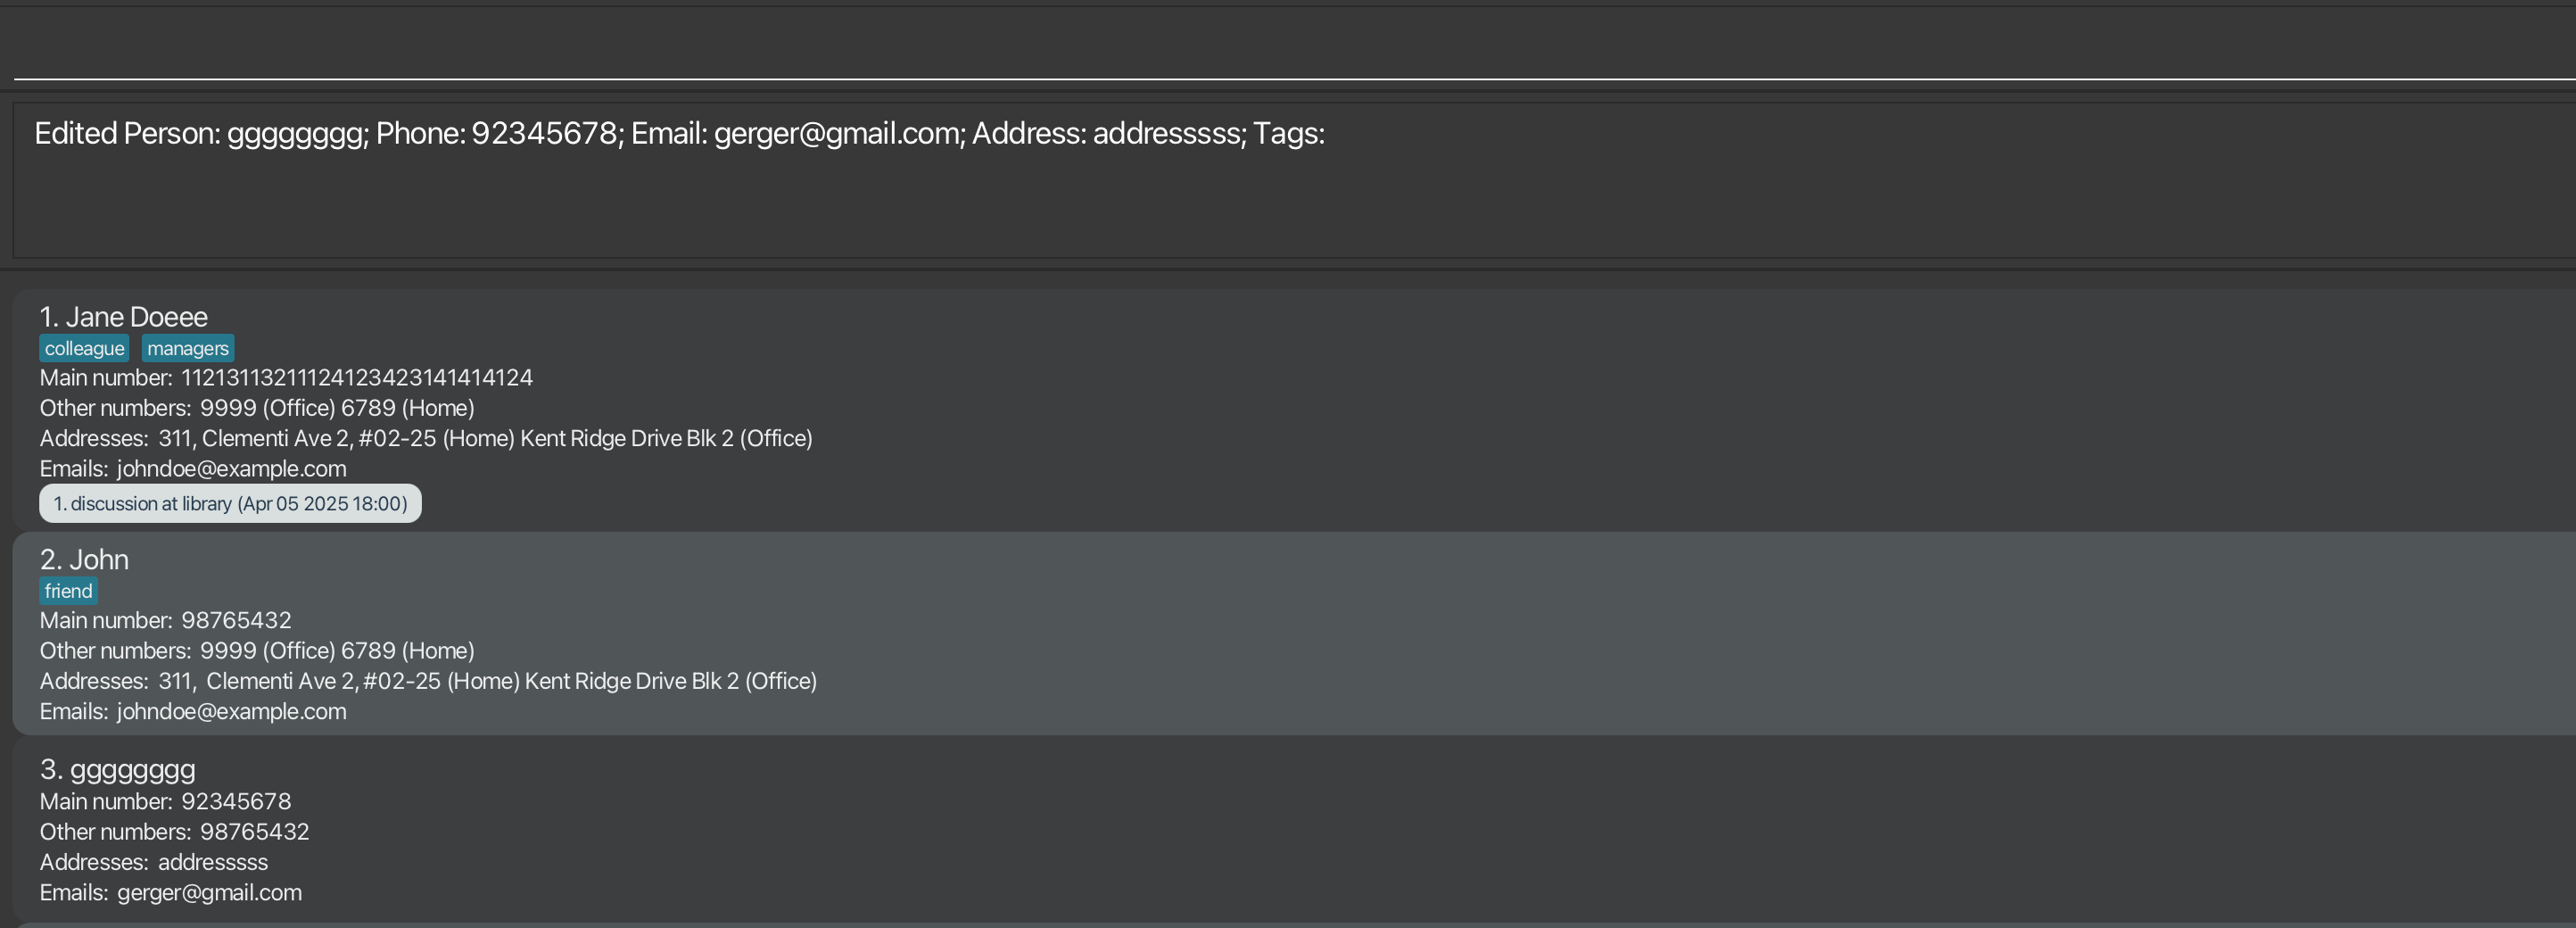 Edited Person: gggggggg; Phone: 92345678; Email: gerger@gmail.com; Address: addresssss; Tags:
1. Jane Doeee
colleague managers
Main number: 11213113211124123423141414124
Other numbers: 9999 (Office) 6789 (Home)
Addresses: 311, Clementi Ave 2, #02-25 (Home) Kent Ridge Drive Blk 2 (Office)
Emails: johndoe@example.com
1. discussion at library (Apr 05 2025 18:00)
2. John
friend
Main number: 98765432
Other numbers: 9999 (Office) 6789 (Home)
Addresses: 311, Clementi Ave 2, #02-25 (Home) Kent Ridge Drive Blk 2 (Office)
Emails: johndoe@example.com
3. gggggggg
Main number: 92345678
Other numbers: 98765432
Addresses: addresssss
Emails: gerger@gmail.com